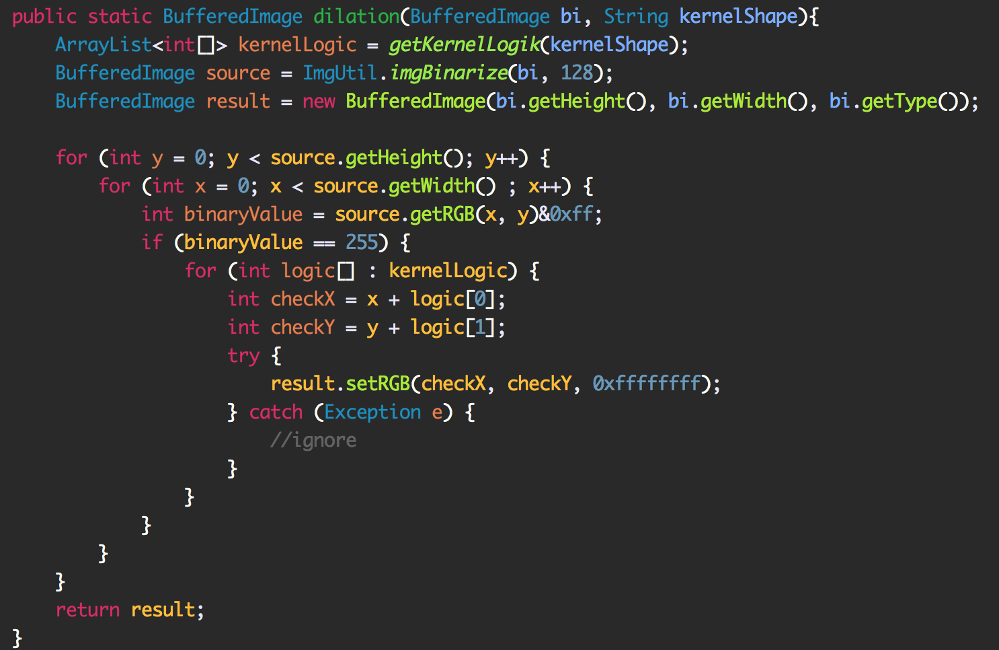 public static BufferedImage dilation(BufferedImage bi, String kernelShape){
    ArrayList<int[]> kernelLogic = getKernelLogik(kernelShape);
    BufferedImage source = ImgUtil.imgBinarize(bi, 128);
    BufferedImage result = new BufferedImage(bi.getHeight(), bi.getWidth(), bi.getType());

    for (int y = 0; y < source.getHeight(); y++) {
        for (int x = 0; x < source.getWidth() ; x++) {
            int binaryValue = source.getRGB(x, y)&0xff;
            if (binaryValue == 255) {
                for (int logic[] : kernelLogic) {
                    int checkX = x + logic[0];
                    int checkY = y + logic[1];
                    try {
                        result.setRGB(checkX, checkY, 0xffffffff);
                    } catch (Exception e) {
                        //ignore
                    }
                }
            }
        }
    }
    return result;
}